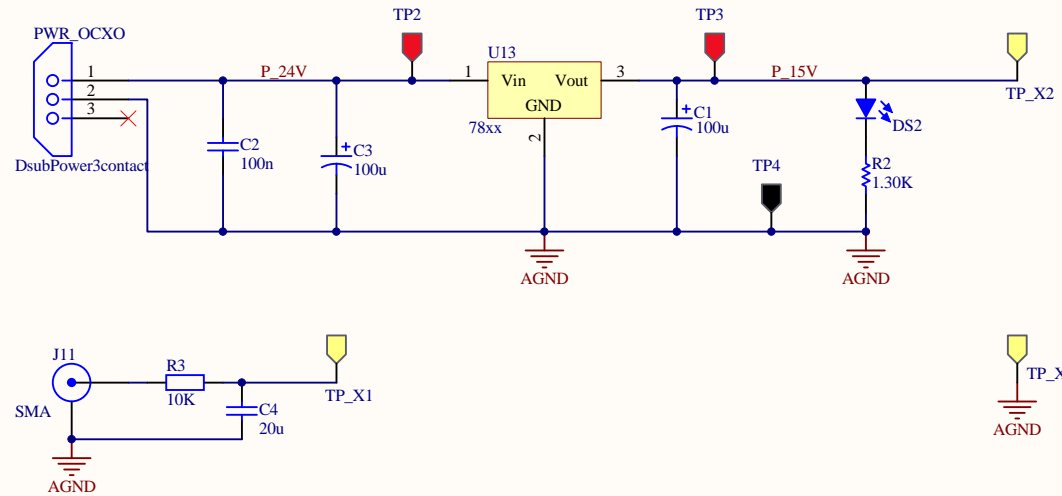 PWR_OCXO
TP2
TP3
U13
1
P_24V
1
Vin
Vout
3
P_15V
2
GND
TP_X2
3
C1
100u
DS2
78xx
2
C2
100n
C3
100u
DsubPower3contact
TP4
R2
1.30K
AGND
AGND
J11
R3
10K
TP_X1
TP_X
SMA
C4
20u
AGND
AGND